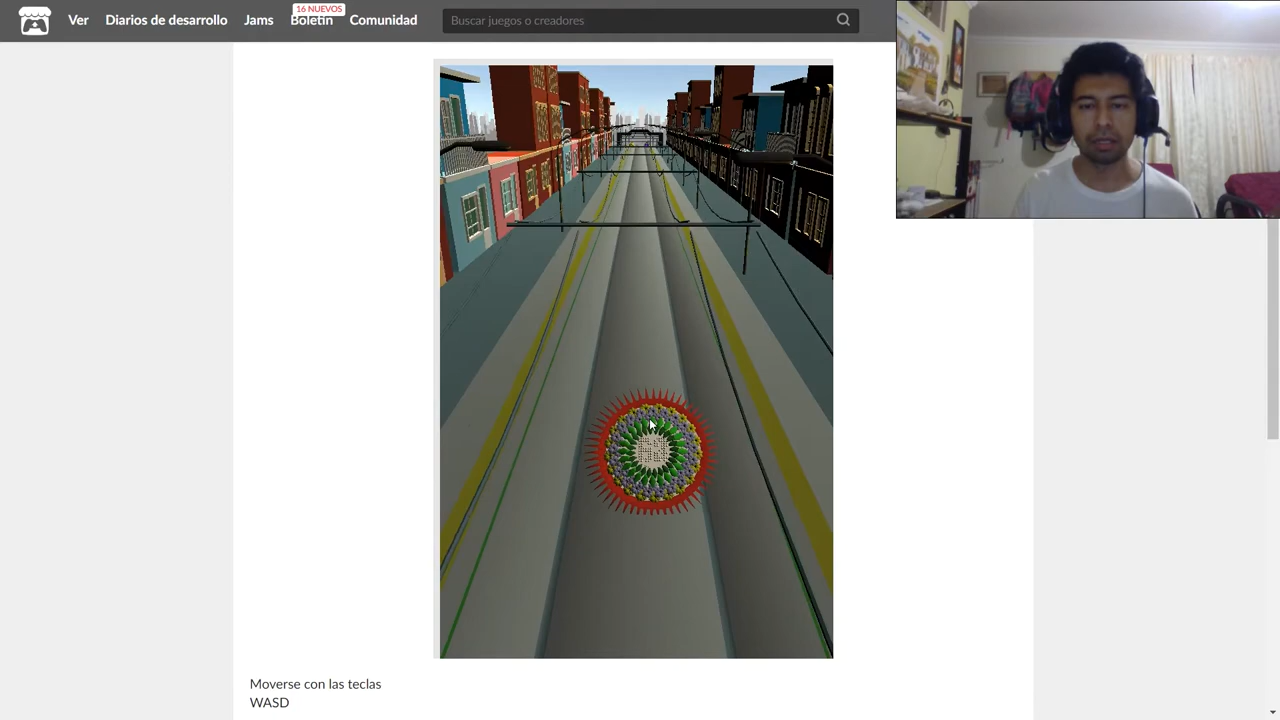 16 NUEVOS
Ver Diarios de desarrollo Jams Boletín Comunidad Buscar juegos o creadores
Moverse con las teclas
WASD